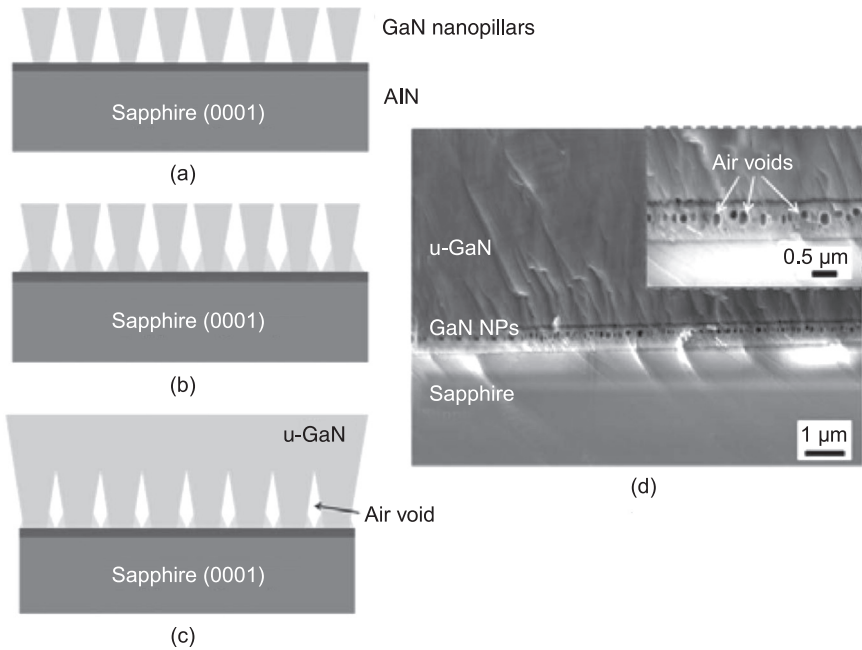 GaN nanopillars
AlN
Sapphire (0001)
(a)
Sapphire (0001)
(b)
u-GaN
Air void
Sapphire (0001)
(c)
Air voids
0.5 μm
u-GaN
GaN NPs
Sapphire
1 μm
(d)